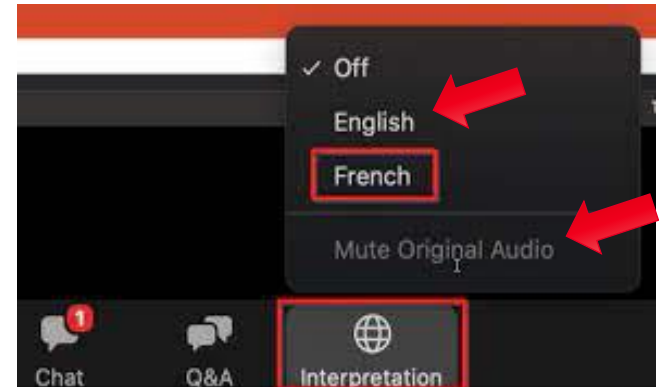 ✓ Off
English
French
Mute Original Audio
1
Chat
Q&A
Interpretation